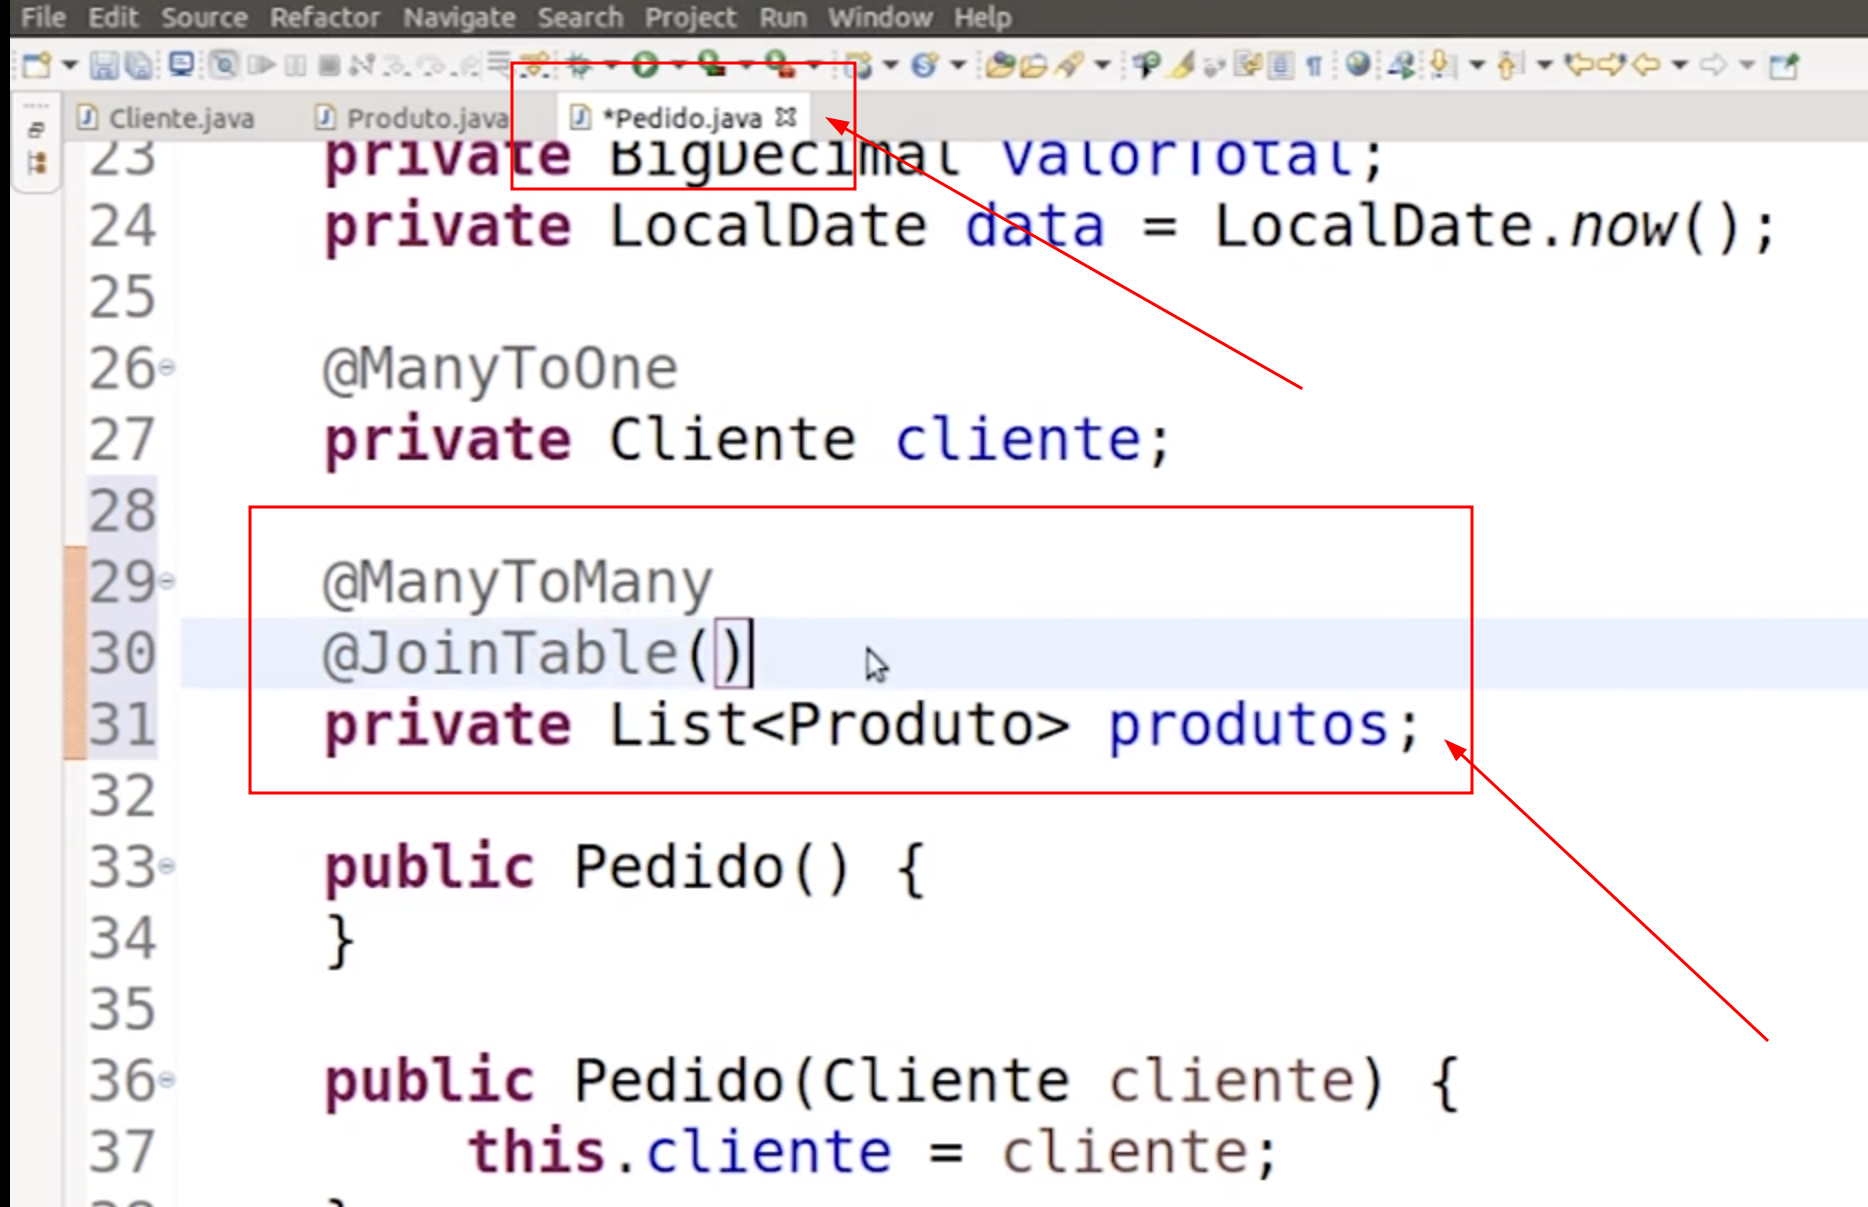 File Edit Source Refactor Navigate Search Project Run Window Help
Cliente.java Produto.java *Pedido.java
23 private BigDecimal valorTotal;
24 private LocalDate data = LocalDate.now();
25
26 @ManyToOne
27 private Cliente cliente;
28
29 @ManyToMany
30 @JoinTable()
31 private List<Produto> produtos;
32
33 public Pedido() {
34 }
35
36 public Pedido(Cliente cliente) {
37 this.cliente = cliente;